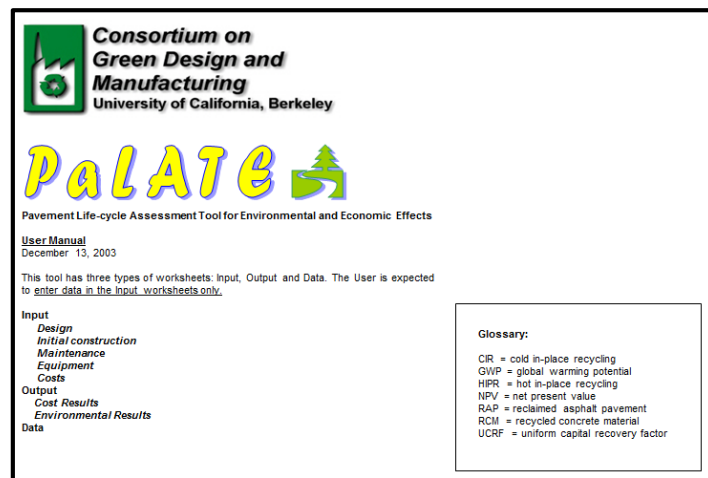 Consortium on
Green Design and
Manufacturing
University of California, Berkeley
PaLATE
Pavement Life-cycle Assessment Tool for Environmental and Economic Effects
User Manual
December 13, 2003
This tool has three types of worksheets: Input, Output and Data. The User is expected
to enter data in the Input worksheets only.
Input
Design
Initial construction
Maintenance
Equipment
Costs
Output
Cost Results
Environmental Results
Data
Glossary:
CIR = cold in-place recycling
GWP = global warming potential
HIPR = hot in-place recycling
NPV = net present value
RAP = reclaimed asphalt pavement
RCM = recycled concrete material
UCRF = uniform capital recovery factor